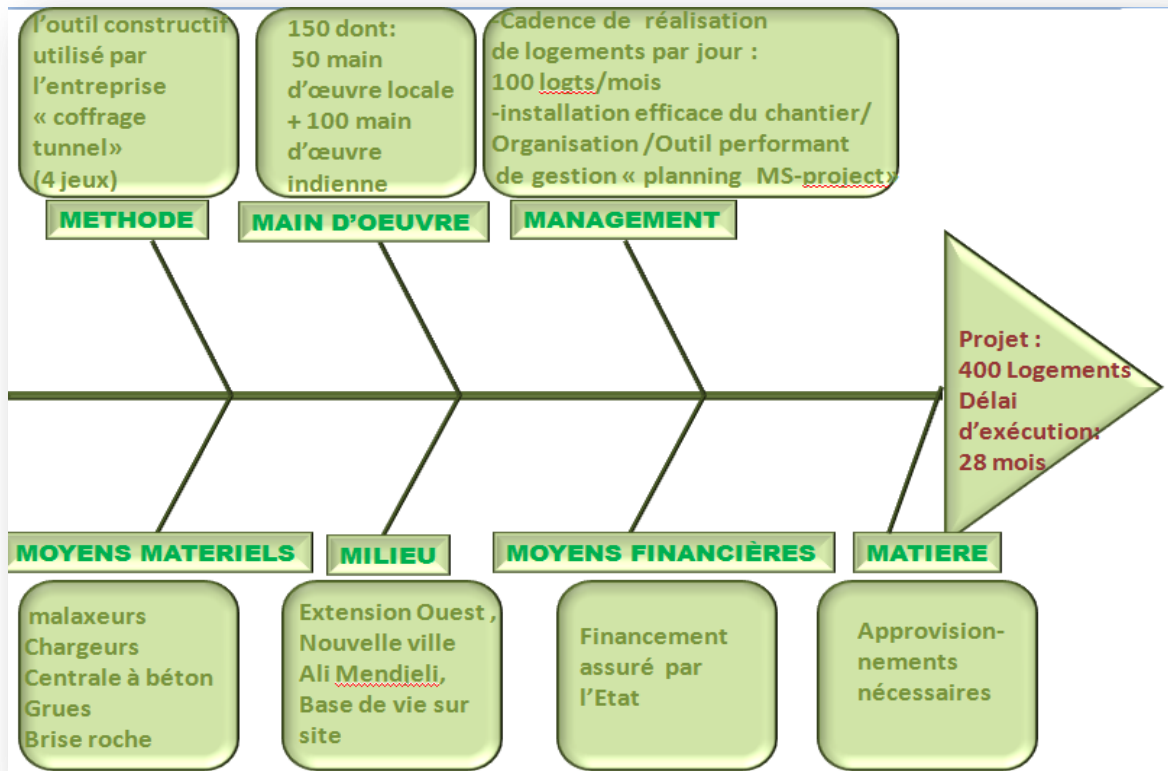 l'outil constructif
utilisé par
l'entreprise
« coffrage
tunnel»
(4 jeux)
150 dont:
50 main
d'œuvre locale
+ 100 main
d'œuvre
indienne
-Cadence de réalisation
de logements par jour :
100 logts/mois
-installation efficace du chantier/
Organisation /Outil performant
de gestion « planning MS-project»
METHODE
MAIN D'OEUVRE
MANAGEMENT
Projet :
400 Logements
Délai
d'exécution:
28 mois
MOYENS MATERIELS
MILIEU
MOYENS FINANCIÈRES
MATIERE
malaxeurs
Chargeurs
Centrale à béton
Grues
Brise roche
Extension Ouest ,
Nouvelle ville
Ali Mendjeli,
Base de vie sur
site
Financement
assuré par
l'Etat
Approvision-
nements
nécessaires